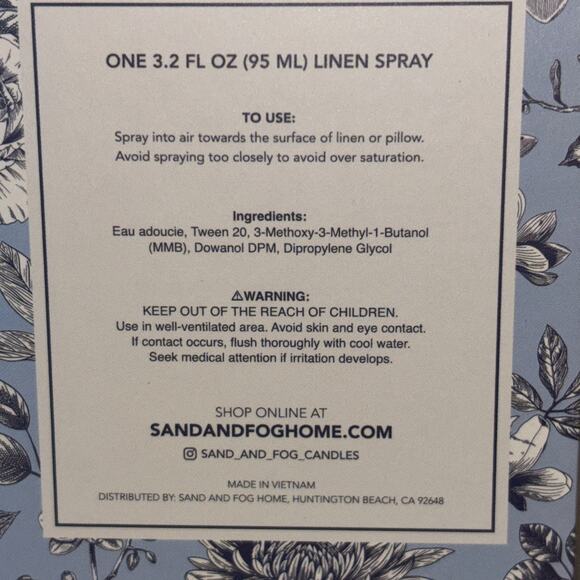 ONE 3.2 FL OZ (95 ML) LINEN SPRAY
TO USE:
Spray into air towards the surface of linen or pillow.
Avoid spraying too closely to avoid over saturation.
Ingredients:
Eau adoucie, Tween 20, 3-Methoxy-3-Methyl-1-Butanol
(MMB), Dowanol DPM, Dipropylene Glycol
⚠WARNING:
KEEP OUT OF THE REACH OF CHILDREN.
Use in well-ventilated area. Avoid skin and eye contact.
If contact occurs, flush thoroughly with cool water.
Seek medical attention if irritation develops.
SHOP ONLINE AT
SANDANDFOGHOME.COM
SAND_AND_FOG_CANDLES
MADE IN VIETNAM
DISTRIBUTED BY: SAND AND FOG HOME, HUNTINGTON BEACH, CA 92648